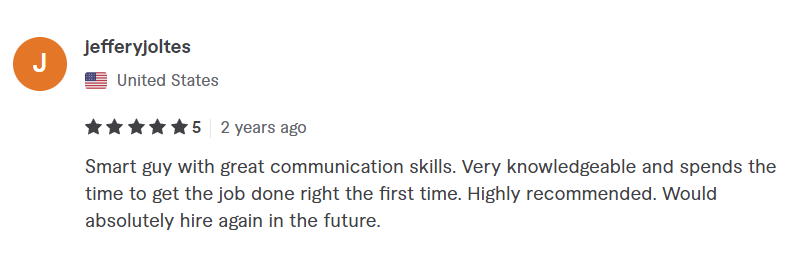 J
jefferyjoltes
United States
5 2 years ago
Smart guy with great communication skills. Very knowledgeable and spends the
time to get the job done right the first time. Highly recommended. Would
absolutely hire again in the future.